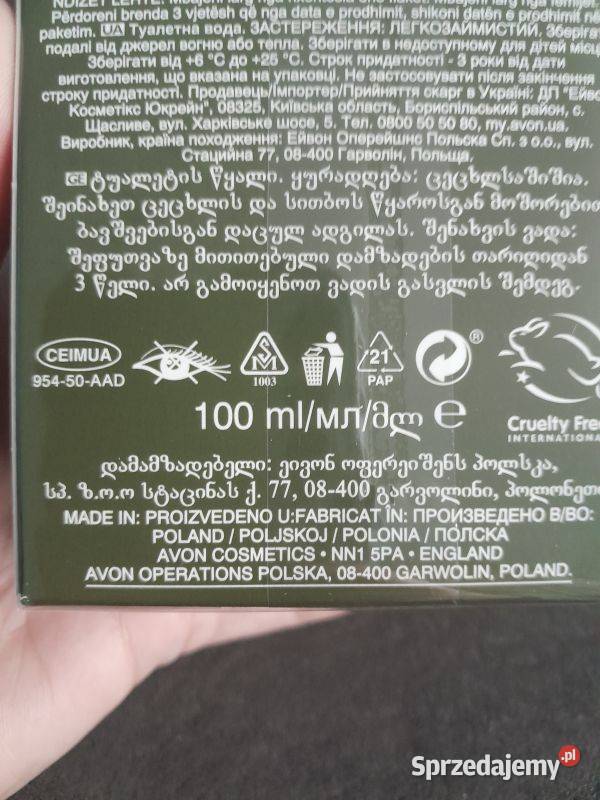 Përdoreni brenda 3 vjetësh që nga data e prodhimit, shikoni datën e prodhimit në
paketim. UA Туалетна вода. ЗАСТЕРЕЖЕННЯ: ЛЕГКОЗАЙМИСТИЙ. Зберігати
подалі від джерел вогню або тепла. Зберігати в недоступному для дітей місці
Зберігати від +6 °C до +25 °C. Строк придатності - 3 роки від дати
виготовлення, що вказана на упаковці. Не застосовувати після закінчення
строку придатності. Продавець/Імпортер/Прийняття скарг в Україні: ДП "Ейво
Косметікс Юкрейн", 08325, Київська область, Бориспільський район, с.
Щасливе, вул. Харківське шосе, 5. Тел. 0800 50 50 80, my.avon.ua.
Виробник, країна походження: Ейвон Оперейшнс Польска Сп. з о.о., вул.
Стаційна 77, 08-400 Гарволін, Польща.
GE ტუალეტის წყალი. ყურადღება: ცეცხლსაშიშია.
შეინახეთ ცეცხლის და სითბოს წყაროსგან მოშორებით
ბავშვებისგან დაცულ ადგილას. შენახვის ვადა:
შეფუთვაზე მითითებული დამზადების თარიღიდან
3 წელი. არ გამოიყენოთ ვადის გასვლის შემდეგ.
CEIMUA
954-50-AAD
SM
1003
21
PAP
®
100 ml/мл/მლ e
Cruelty Free
INTERNATIONAL
დამამზადებელი: ეივონ ოფერეიშენს პოლსკა,
სპ. ზ.ო.ო სტაცინას ქ. 77, 08-400 გარვოლინი, პოლონეთი
MADE IN: PROIZVEDENO U:FABRICAT ÎN: ПРОИЗВЕДЕНО В/ВО:
POLAND / POLJSKOJ / POLONIA / ПОЛСКА
AVON COSMETICS • NN1 5PA • ENGLAND
AVON OPERATIONS POLSKA, 08-400 GARWOLIN, POLAND.
Sprzedajemy.pl